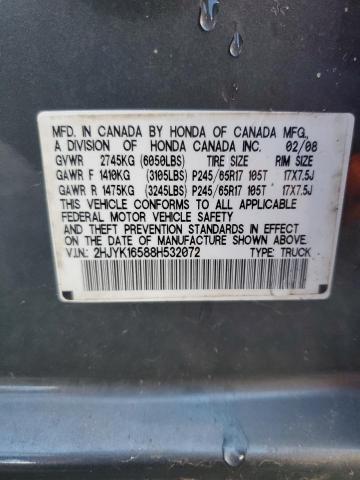 MFD. IN CANADA BY HONDA OF CANADA MFG.,
A DIVISION OF HONDA CANADA INC. 02/08
GVWR 2745KG (6050LBS) TIRE SIZE RIM SIZE
GAWR F 1410KG (3105LBS) P245/65R17 105T 17X7.5J
GAWR R 1475KG (3245LBS) P245/65R17 105T 17X7.5J
THIS VEHICLE CONFORMS TO ALL APPLICABLE
FEDERAL MOTOR VEHICLE SAFETY
AND THEFT PREVENTION STANDARDS IN EFFECT
ON THE DATE OF MANUFACTURE SHOWN ABOVE.
V.I.N.: 2HJYK16588H532072 TYPE: TRUCK